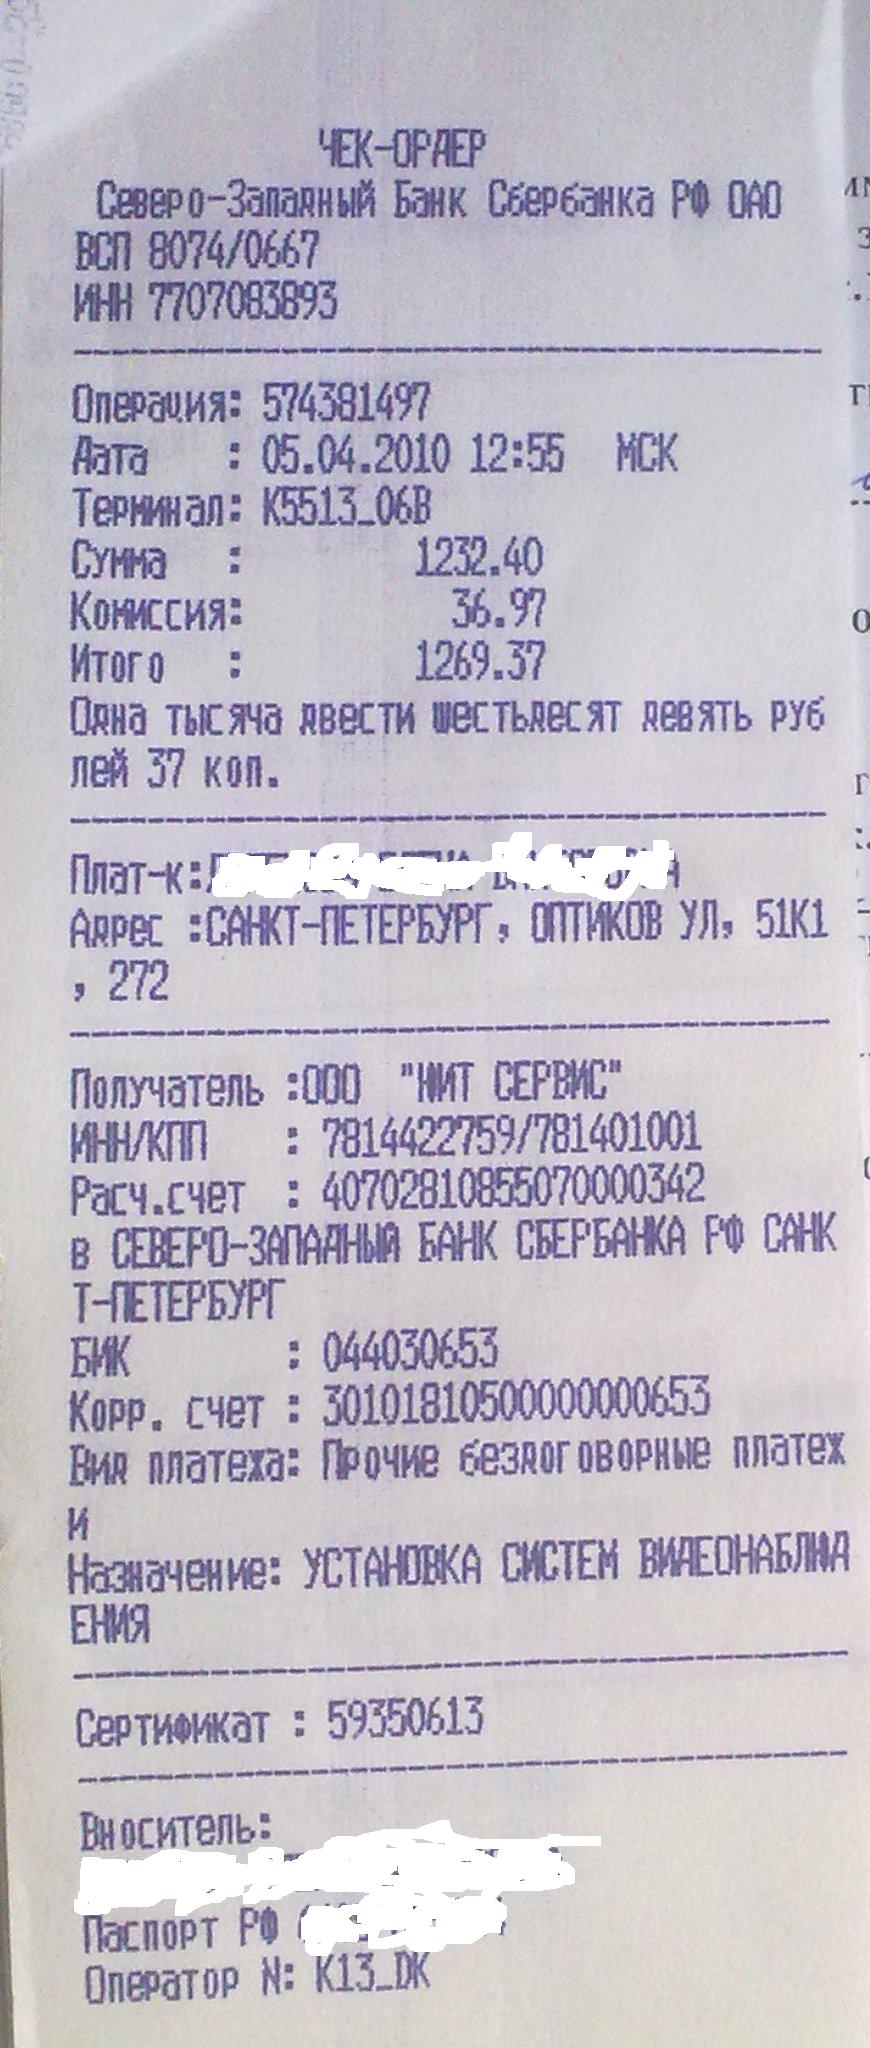 ЧЕК-ОРДЕР
Северо-Западный Банк Сбербанка РФ ОАО
ВСП 8074/0667
ИНН 7707083893
Операция: 574381497
Дата : 05.04.2010 12:55 МСК
Терминал: K5513_06B
Сумма : 1232.40
Комиссия: 36.97
Итого : 1269.37
Одна тысяча двести шестьдесят девять руб
лей 37 коп.
Плат-к:
Адрес :САНКТ-ПЕТЕРБУРГ, ОПТИКОВ УЛ, 51К1
, 272
Получатель :ООО "ЮИТ СЕРВИС"
ИНН/КПП : 7814422759/781401001
Расч.счет : 40702810855070000342
в СЕВЕРО-ЗАПАДНЫЙ БАНК СБЕРБАНКА РФ САНК
Т-ПЕТЕРБУРГ
БИК : 044030653
Корр. счет : 30101810500000000653
Вид платежа: Прочие бездоговорные платеж
и
Назначение: УСТАНОВКА СИСТЕМ ВИДЕОНАБЛЮД
ЕНИЯ
Сертификат : 59350613
Вноситель:
Паспорт РФ
Оператор N: K13_DK